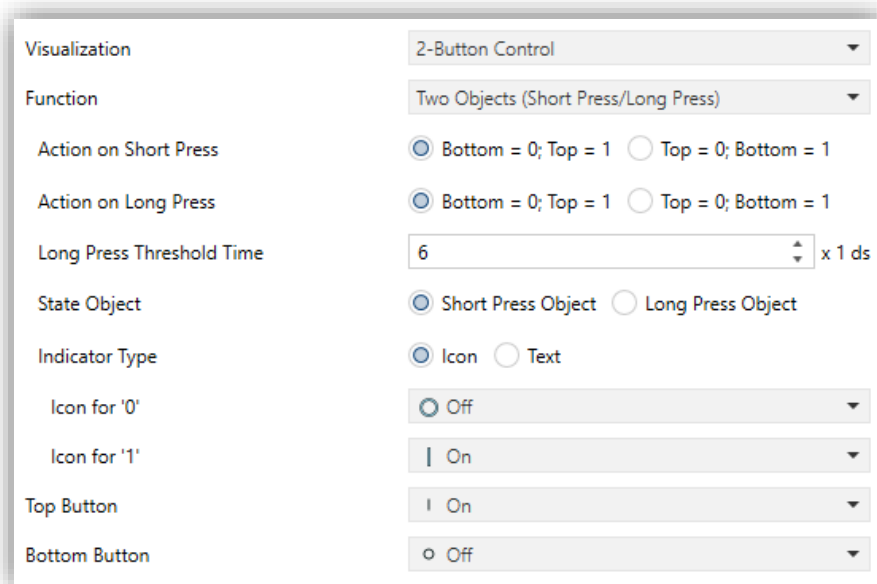 Visualization 2-Button Control
Function Two Objects (Short Press/Long Press)
Action on Short Press Bottom = 0; Top = 1 Top = 0; Bottom = 1
Action on Long Press Bottom = 0; Top = 1 Top = 0; Bottom = 1
Long Press Threshold Time 6 x 1 ds
State Object Short Press Object Long Press Object
Indicator Type Icon Text
Icon for '0' Off
Icon for '1' On
Top Button On
Bottom Button Off